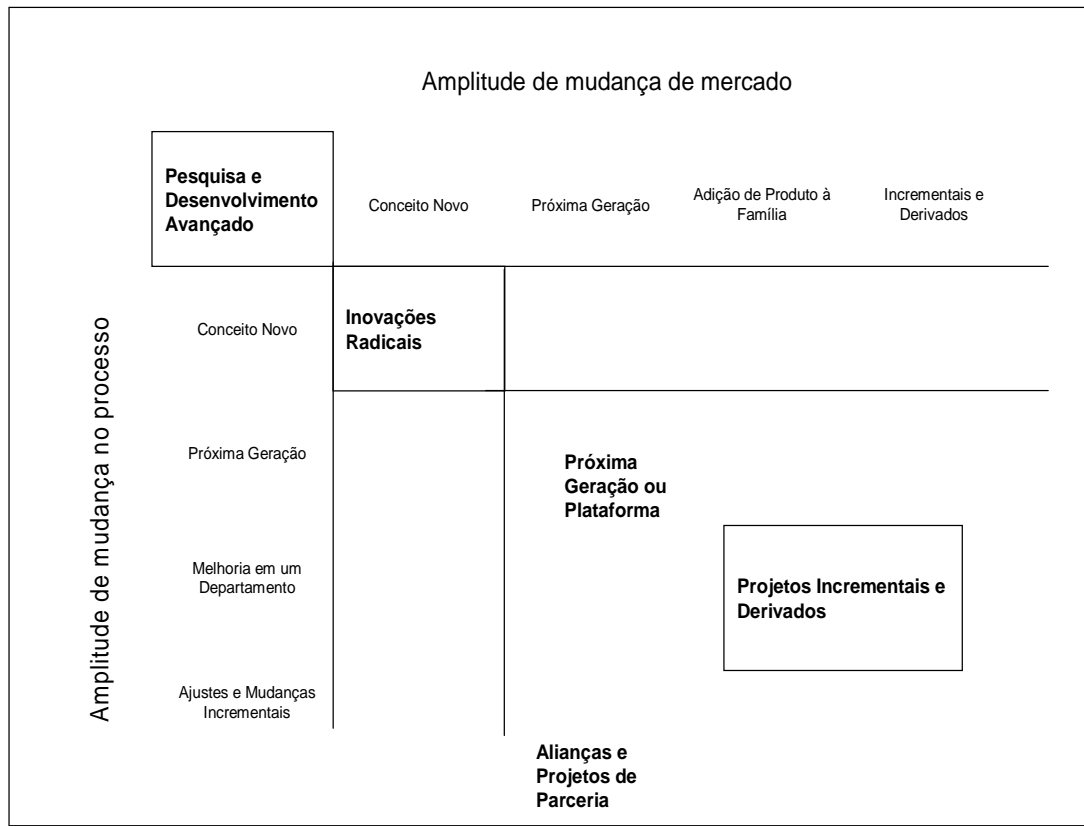 Amplitude de mudança de mercado
Pesquisa e
Desenvolvimento
Avançado
Conceito Novo
Próxima Geração
Adição de Produto à
Família
Incrementais e
Derivados
Amplitude de mudança no processo
Conceito Novo
Inovações
Radicais
Próxima Geração
Próxima
Geração ou
Plataforma
Melhoria em um
Departamento
Projetos Incrementais e
Derivados
Ajustes e Mudanças
Incrementais
Alianças e
Projetos de
Parceria